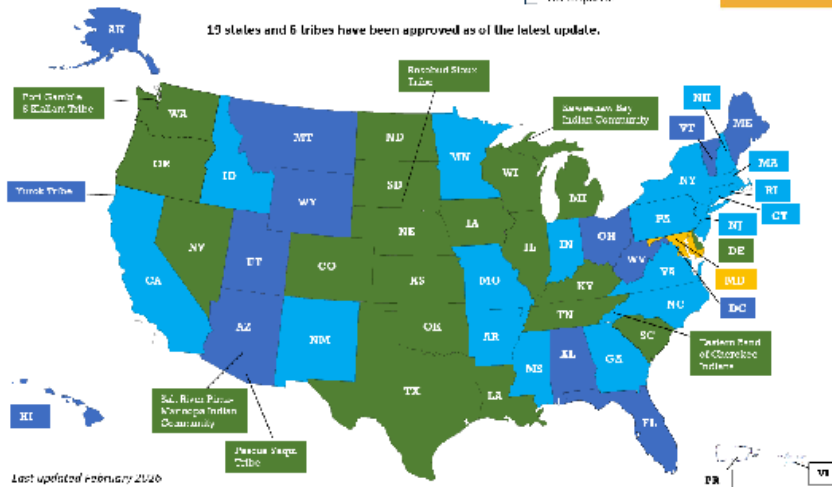 AK
19 states and 6 tribes have been approved as of the latest update.
Rosebud Sioux
Tribe
Port Gamble
S'Klallam Tribe
Keweenaw Bay
Indian Community
NH
WA
VT
ME
MT
ND
MN
OR
ID
WI
MA
SD
NY
MI
RI
Yurok Tribe
WY
CT
PA
IA
NE
NJ
NV
OH
IL
IN
DE
UT
CO
WV
CA
KS
MO
VA
MD
KY
NC
DC
TN
AZ
OK
NM
AR
SC
Eastern Band
of Cherokee
Indians
MS
AL
GA
TX
LA
Salt River Pima-
Maricopa Indian
Community
HI
FL
Pascua Yaqui
Tribe
Last updated February 2026
PR
VI